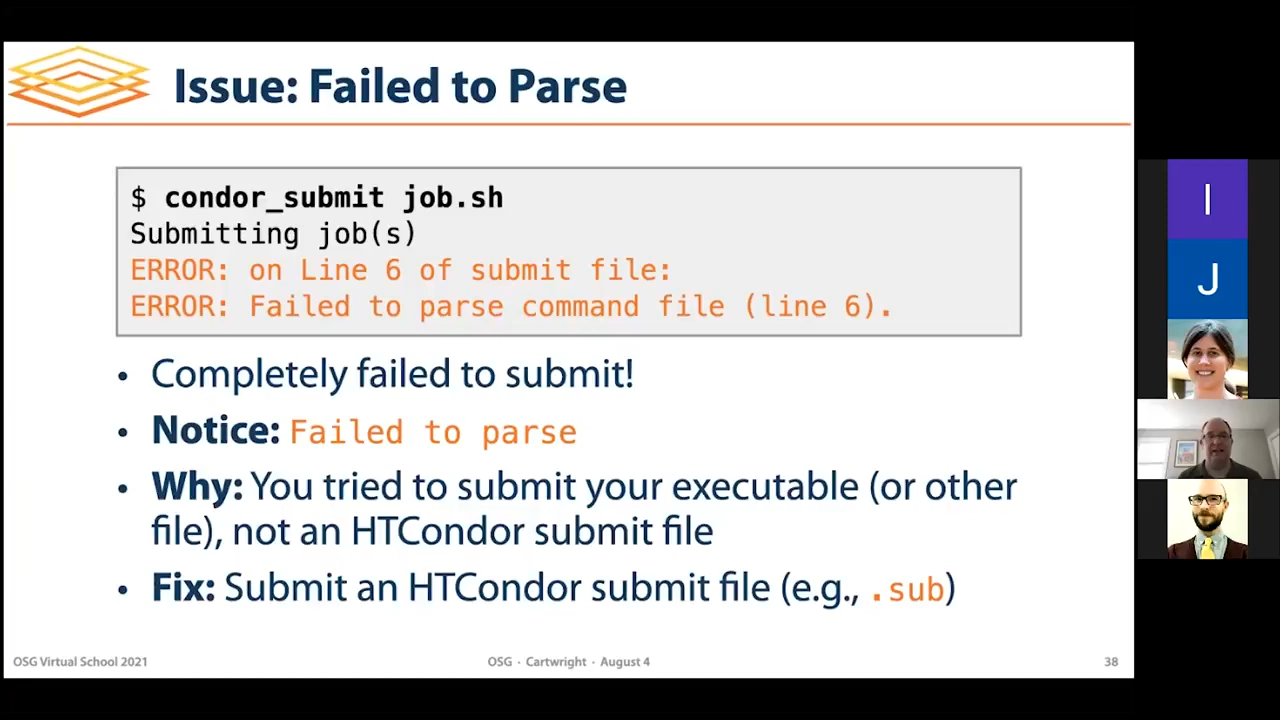 Issue: Failed to Parse
$ condor_submit job.sh
Submitting job(s)
ERROR: on Line 6 of submit file:
ERROR: Failed to parse command file (line 6).
• Completely failed to submit!
• Notice: Failed to parse
• Why: You tried to submit your executable (or other
file), not an HTCondor submit file
• Fix: Submit an HTCondor submit file (e.g., .sub)
OSG Virtual School 2021
OSG · Cartwright · August 4
38
I
J